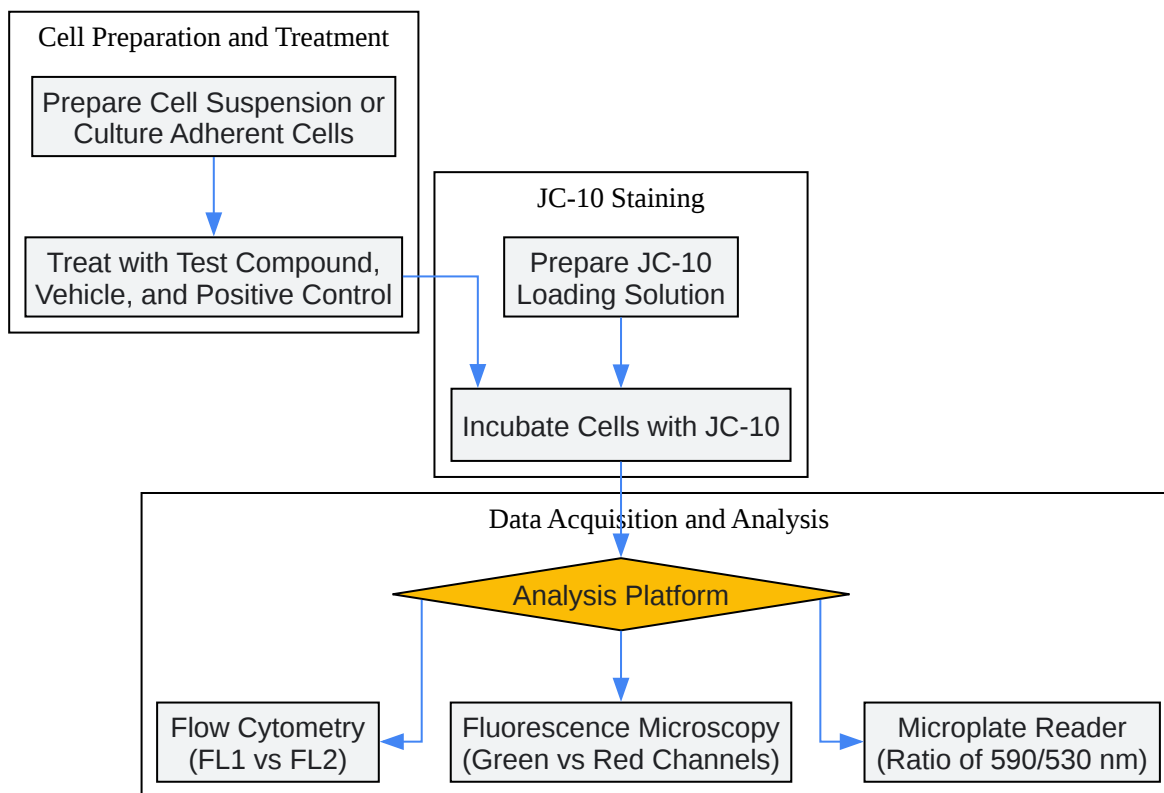 Cell Preparation and Treatment
Prepare Cell Suspension or
Culture Adherent Cells
Treat with Test Compound,
Vehicle, and Positive Control
JC-10 Staining
Prepare JC-10
Loading Solution
Incubate Cells with JC-10
Data Acquisition and Analysis
Analysis Platform
Flow Cytometry
(FL1 vs FL2)
Fluorescence Microscopy
(Green vs Red Channels)
Microplate Reader
(Ratio of 590/530 nm)